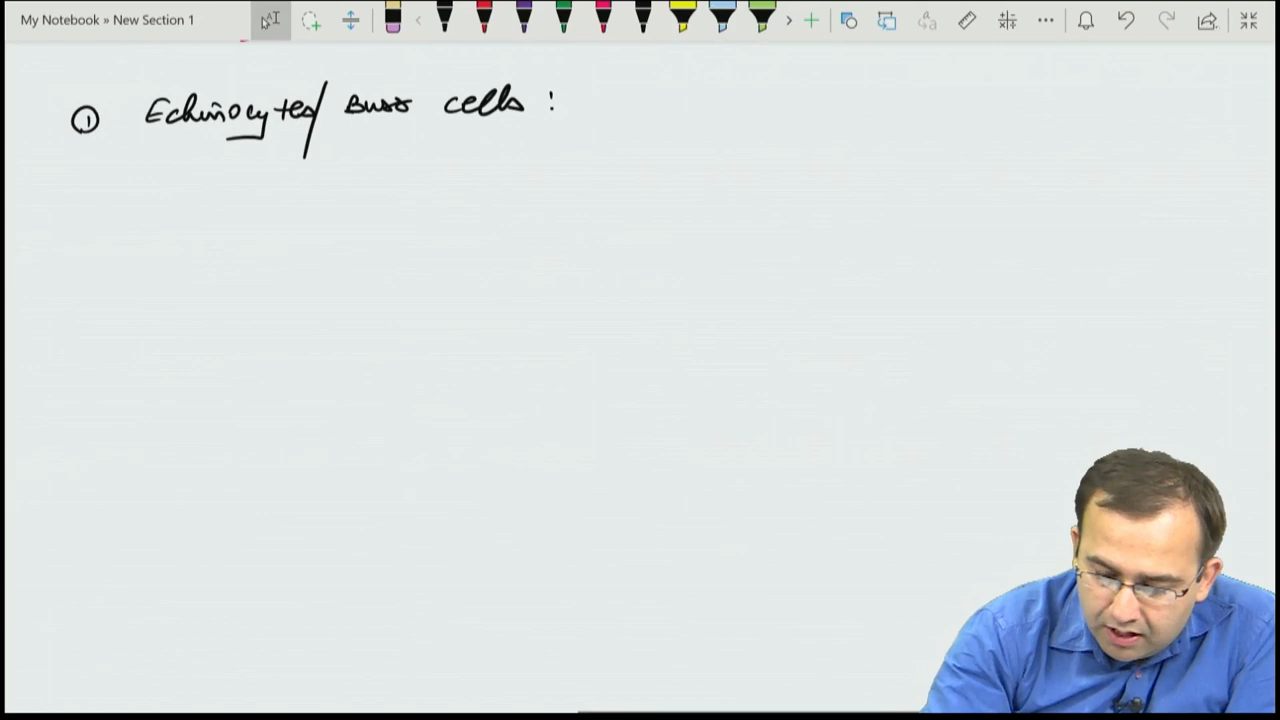 My Notebook » New Section 1
① Echinocytes/ Burr cells :